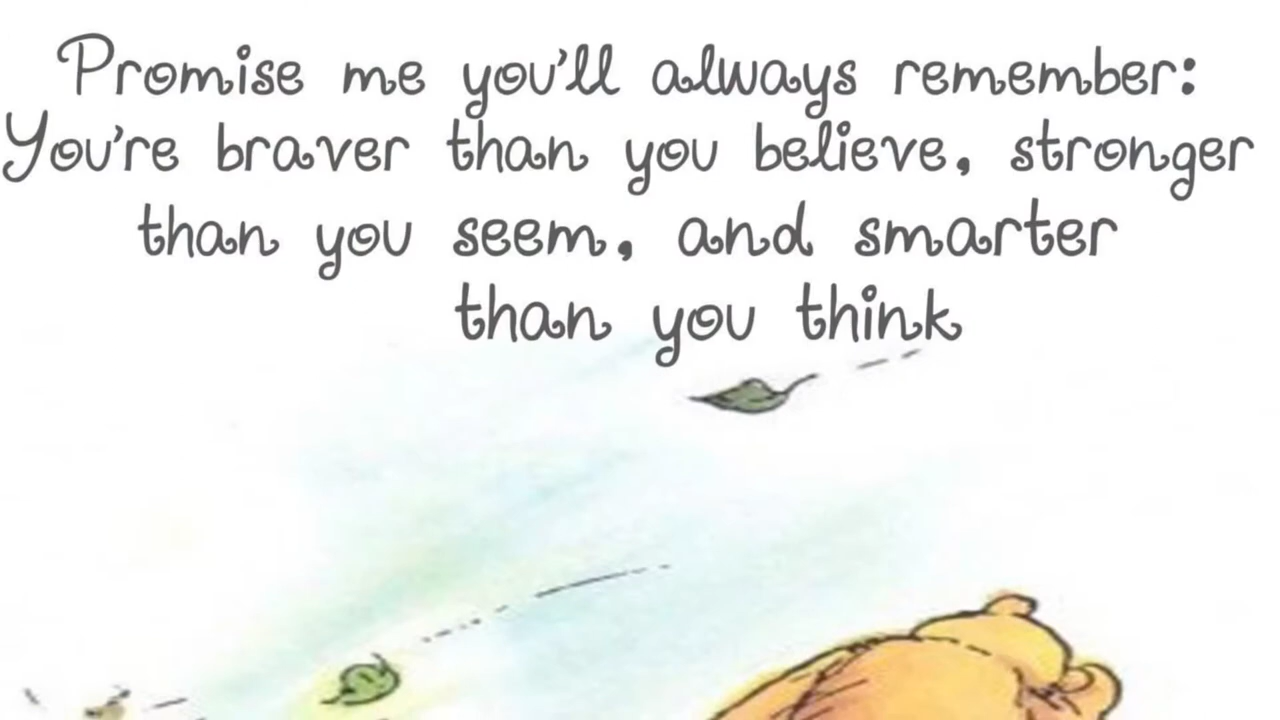 Promise me you'll always remember:
You're braver than you believe, stronger
than you seem, and smarter
than you think